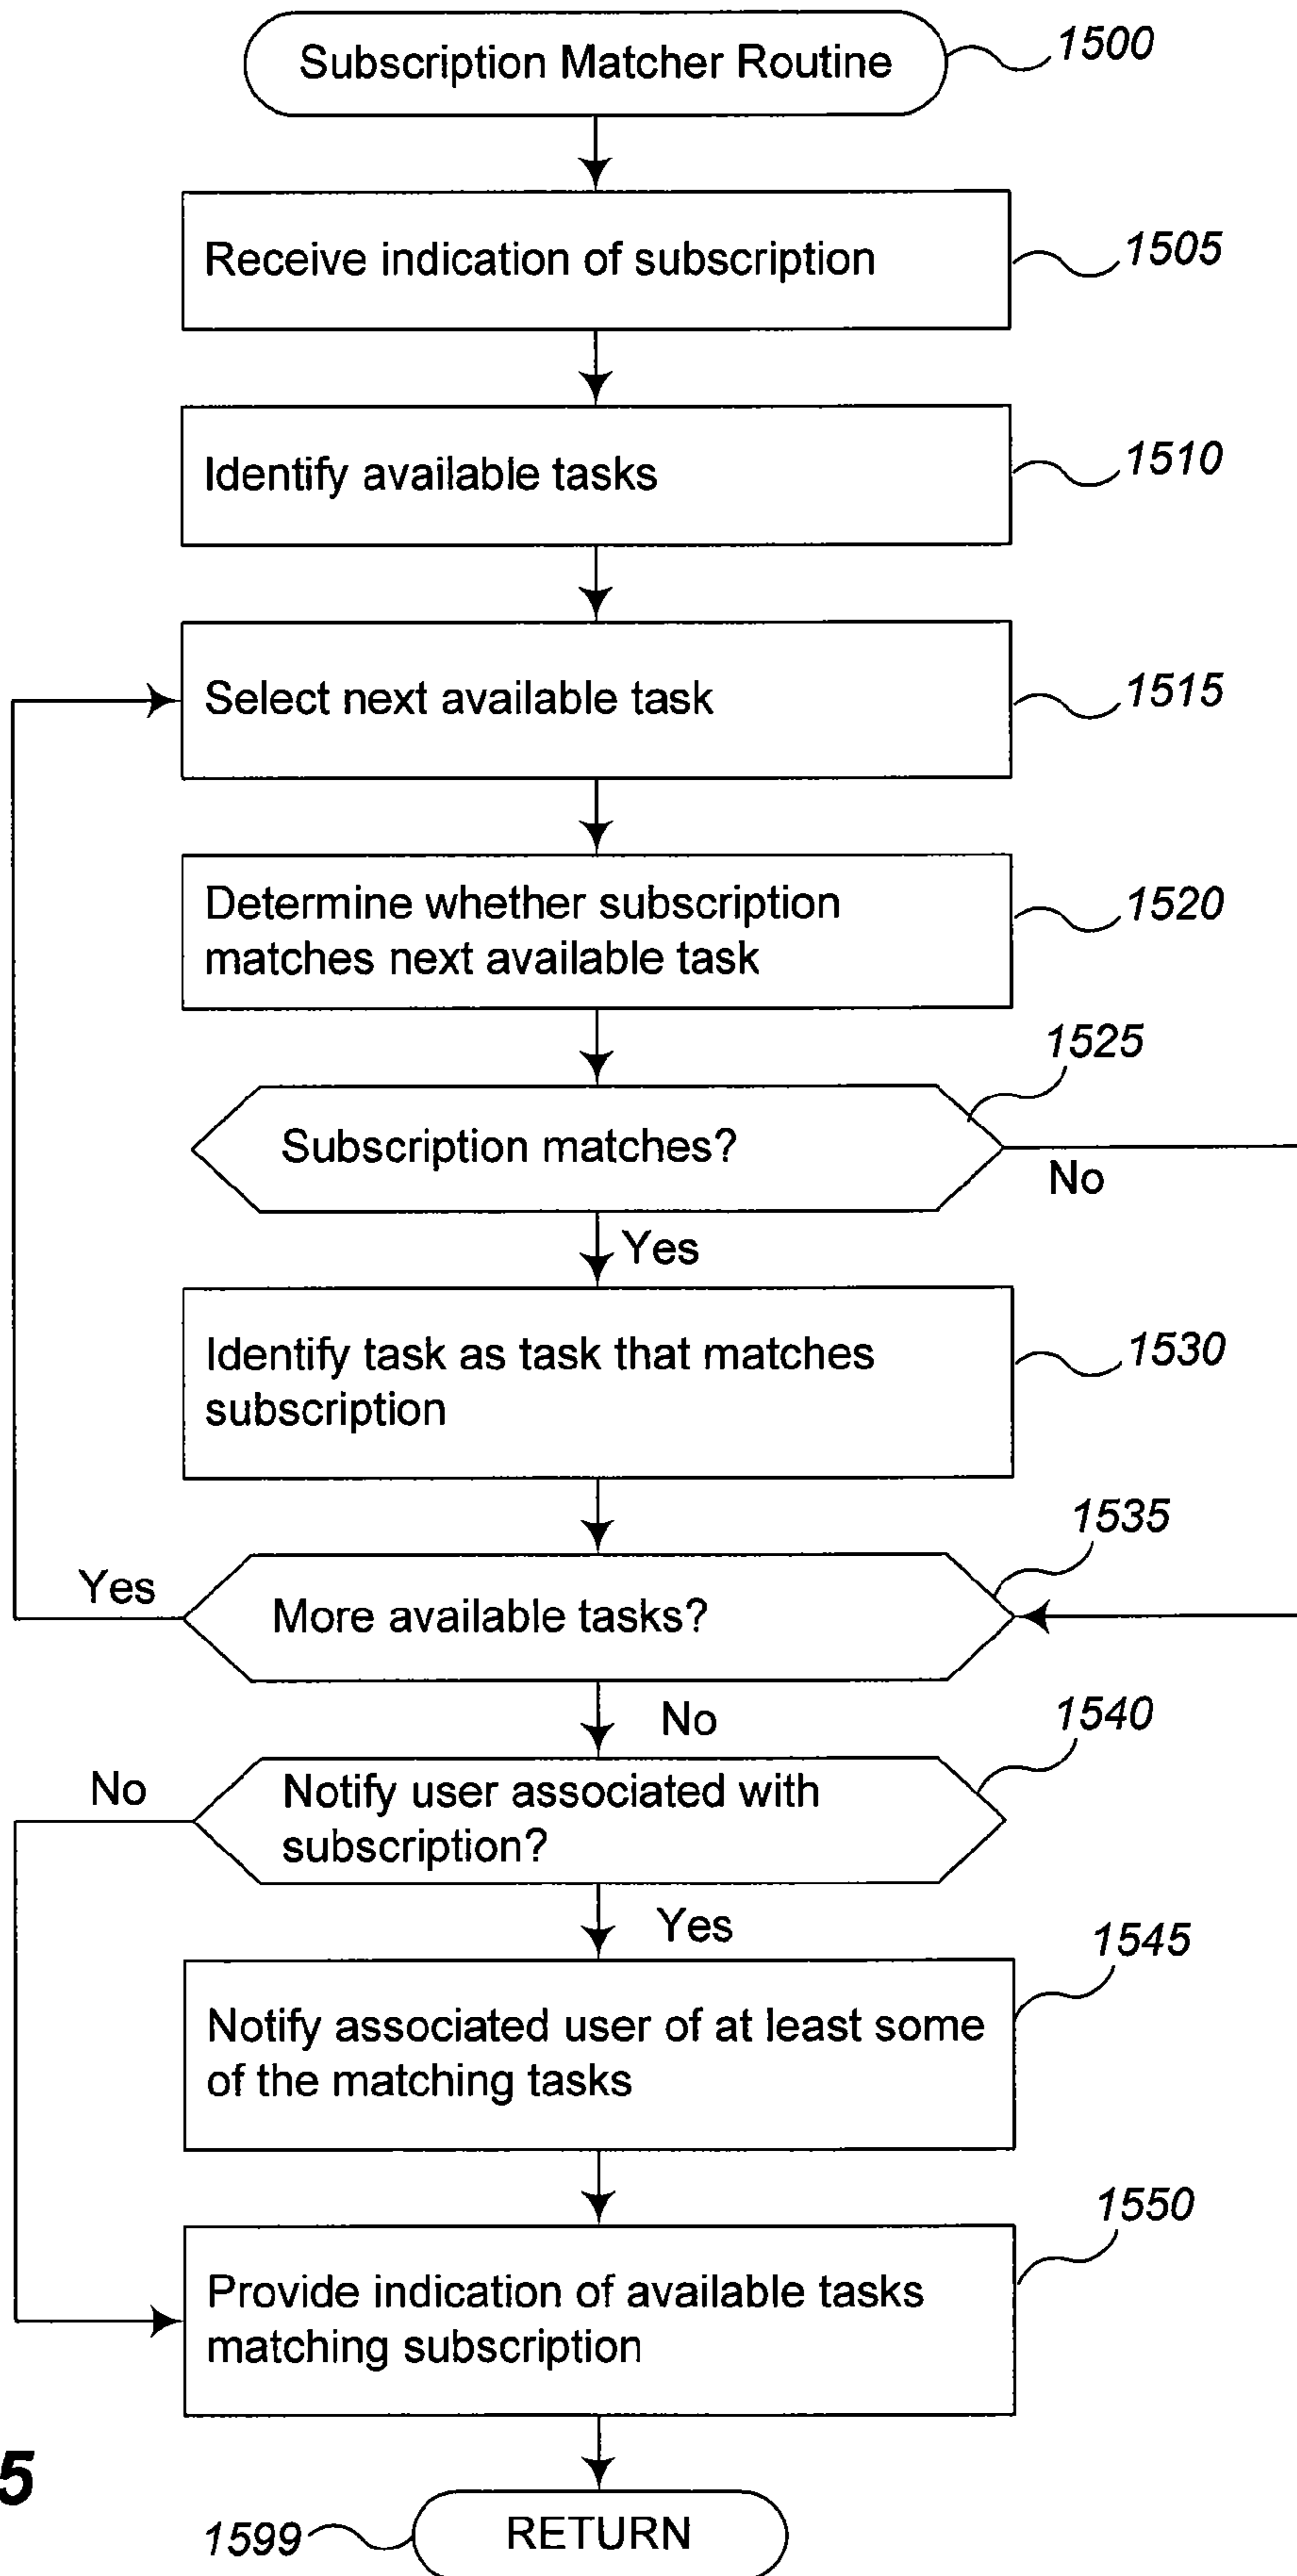 Subscription Matcher Routine
1500
Receive indication of subscription
1505
Identify available tasks
1510
Select next available task
1515
Determine whether subscription
matches next available task
1520
1525
Subscription matches?
No
Yes
Identify task as task that matches
subscription
1530
1535
Yes
More available tasks?
No
1540
No
Notify user associated with
subscription?
Yes
1545
Notify associated user of at least some
of the matching tasks
1550
Provide indication of available tasks
matching subscription
5
1599
RETURN